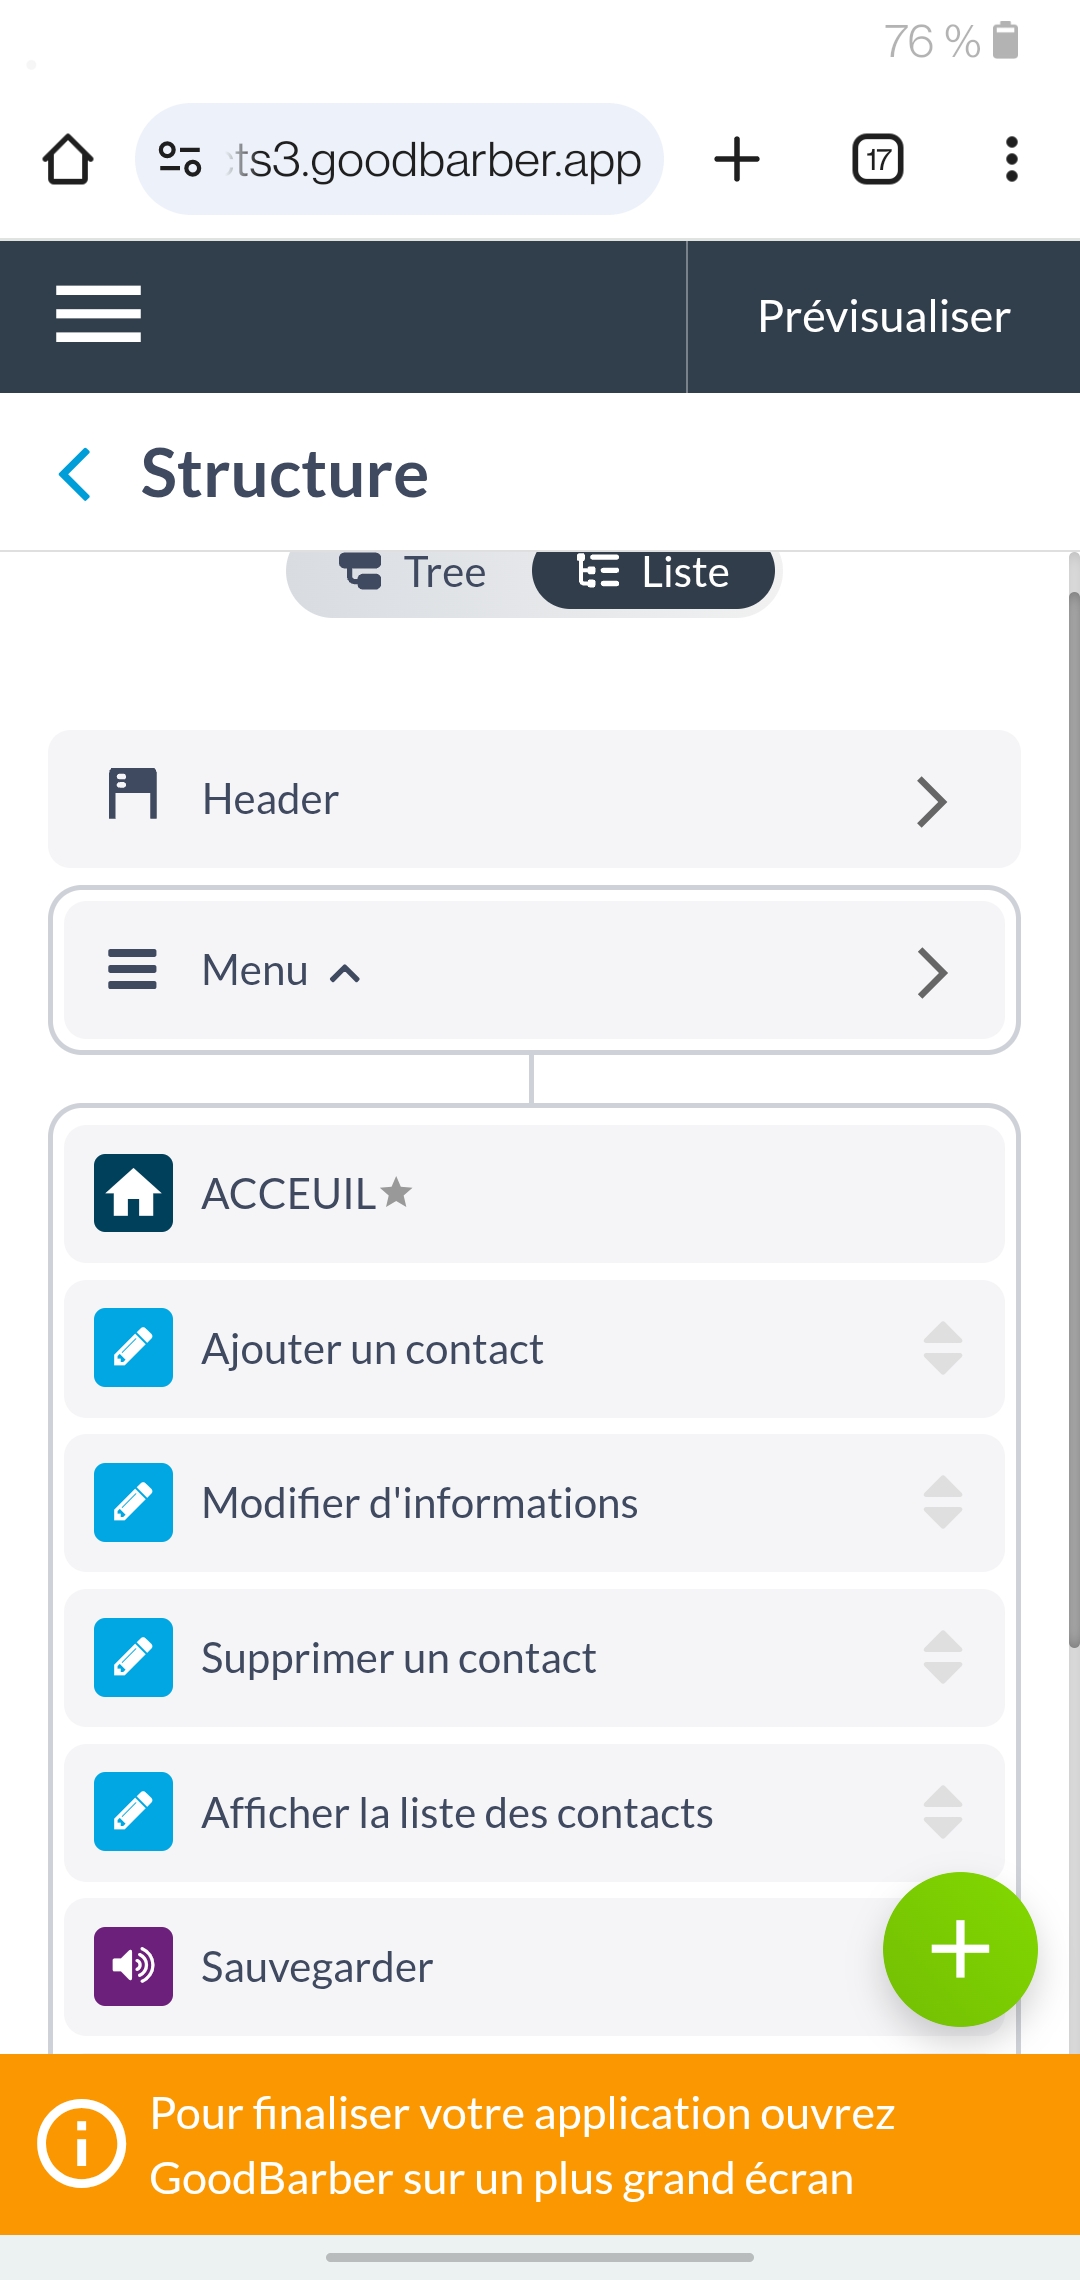 76 %
ts3.goodbarber.app
17
Prévisualiser
Structure
Tree
Liste
Header
Menu
ACCEUIL
Ajouter un contact
Modifier d'informations
Supprimer un contact
Afficher la liste des contacts
Sauvegarder
Pour finaliser votre application ouvrez
GoodBarber sur un plus grand écran